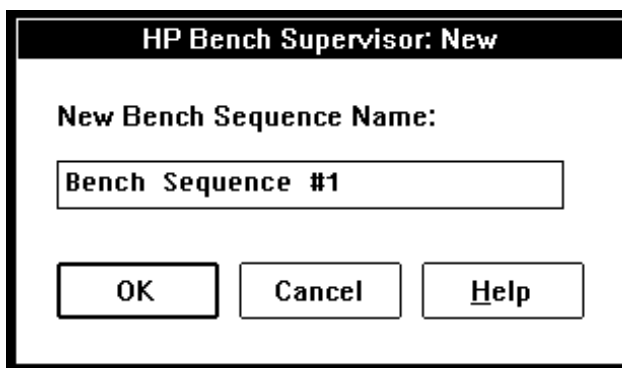 HP Bench Supervisor: New
New Bench Sequence Name:
Bench Sequence #1
OK Cancel Help